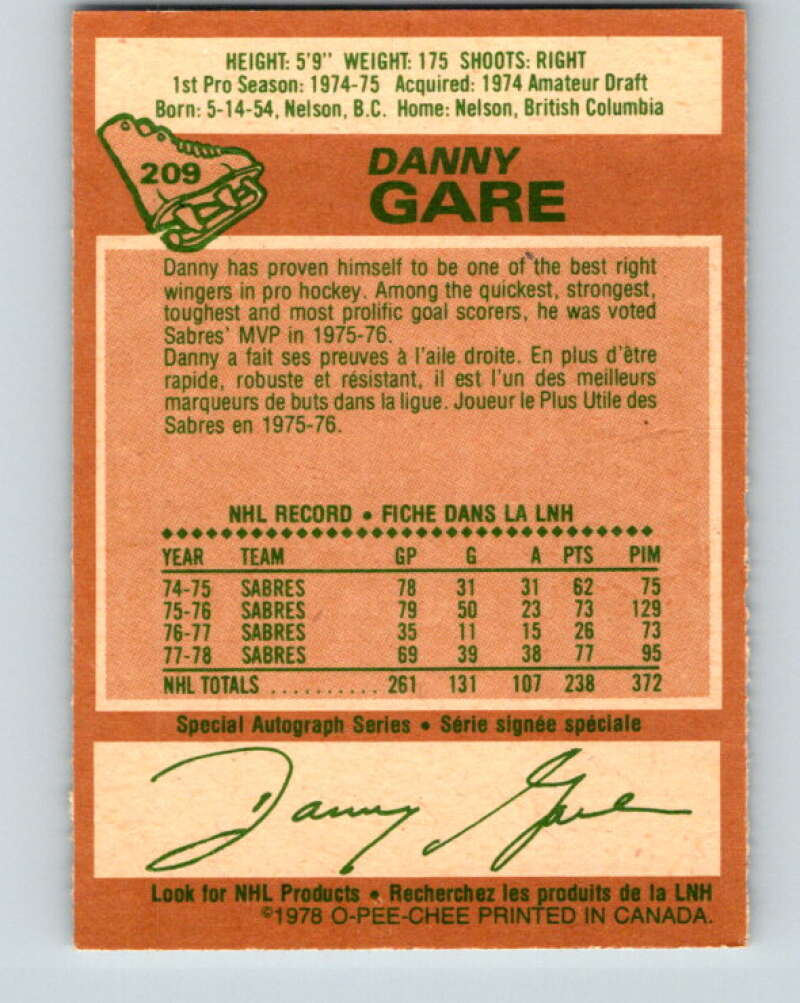 HEIGHT: 5'9" WEIGHT: 175 SHOOTS: RIGHT
1st Pro Season: 1974-75 Acquired: 1974 Amateur Draft
Born: 5-14-54, Nelson, B.C. Home: Nelson, British Columbia
209
DANNY
GARE
Danny has proven himself to be one of the best right
wingers in pro hockey. Among the quickest, strongest,
toughest and most prolific goal scorers, he was voted
Sabres' MVP in 1975-76.
Danny a fait ses preuves à l'aile droite. En plus d'être
rapide, robuste et résistant, il est l'un des meilleurs
marqueurs de buts dans la ligue. Joueur le Plus Utile des
Sabres en 1975-76.
NHL RECORD • FICHE DANS LA LNH
YEAR TEAM GP G A PTS PIM
74-75 SABRES 78 31 31 62 75
75-76 SABRES 79 50 23 73 129
76-77 SABRES 35 11 15 26 73
77-78 SABRES 69 39 38 77 95
NHL TOTALS .......... 261 131 107 238 372
Special Autograph Series • Série signée spéciale
Danny Gare
Look for NHL Products • Recherchez les produits de la LNH
©1978 O-PEE-CHEE PRINTED IN CANADA.